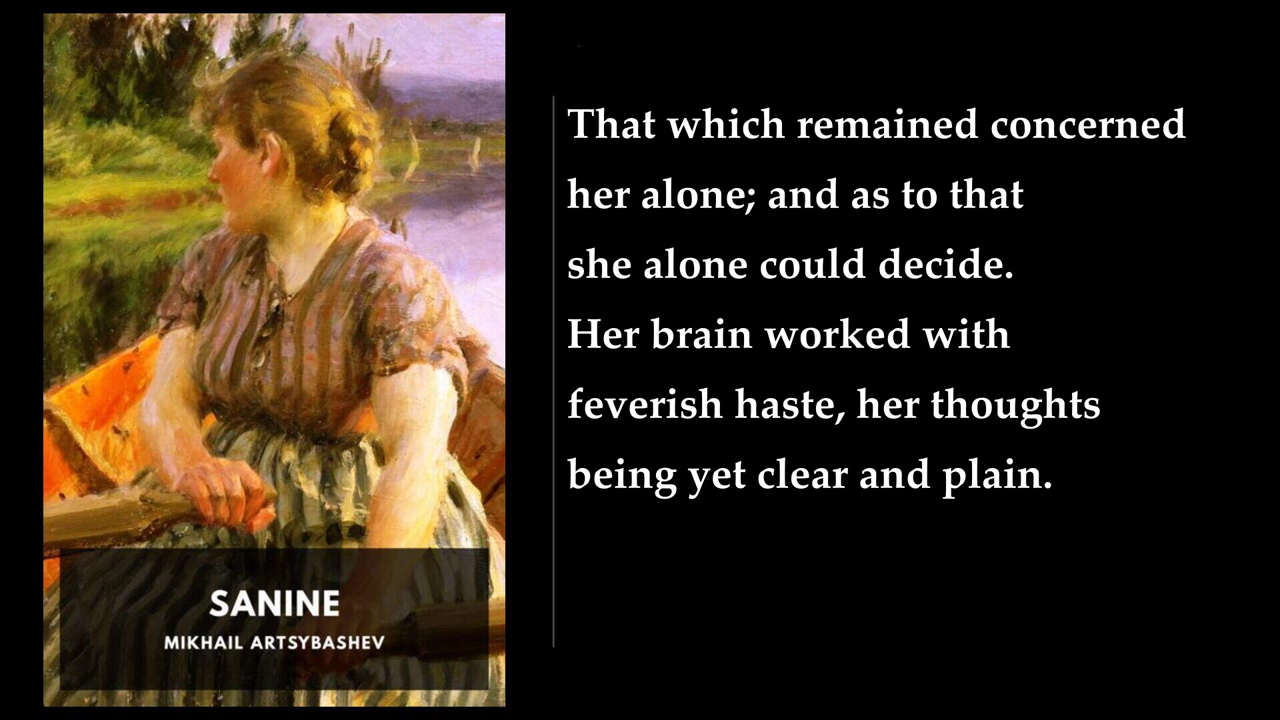 SANINE
MIKHAIL ARTSYBASHEV
That which remained concerned
her alone; and as to that
she alone could decide.
Her brain worked with
feverish haste, her thoughts
being yet clear and plain.